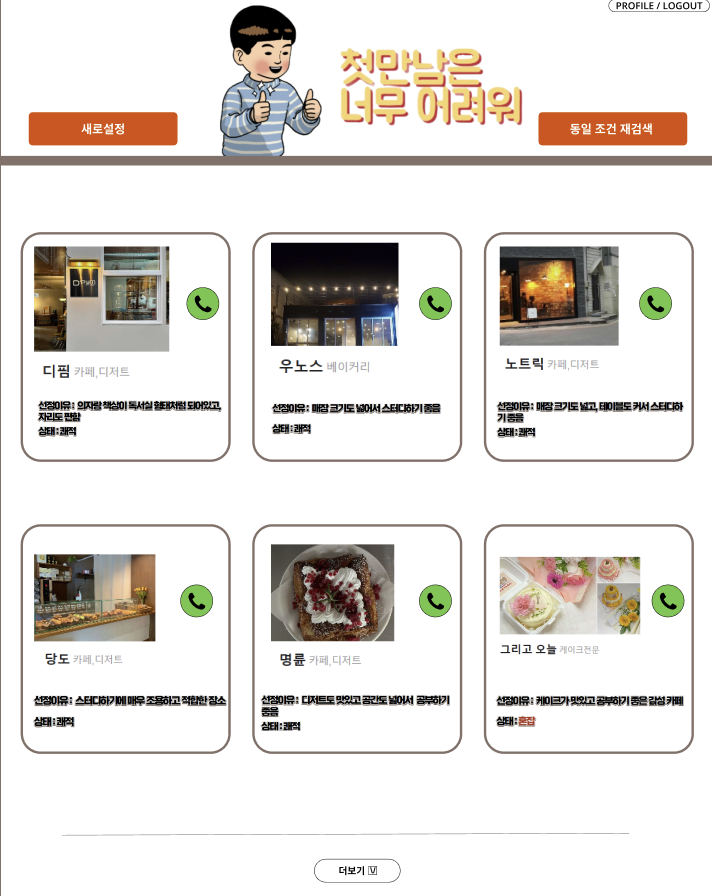 PROFILE / LOGOUT
첫만남은
너무 어려워
새로설정
동일 조건 재검색
디핌 카페,디저트
선정이유 : 의자랑 책상이 독서실 형태처럼 되어있고,
자리도 편함
상태 : 쾌적
우노스 베이커리
선정이유 : 매장 크기도 넓어서 스터디하기 좋음
상태 : 쾌적
노트릭 카페,디저트
선정이유 : 매장 크기도 넓고, 테이블도 커서 스터디하
기 좋음
상태 : 쾌적
당도 카페,디저트
선정이유 : 스터디하기에 매우 조용하고 적합한 장소
상태 : 쾌적
명륜 카페,디저트
선정이유 : 디저트도 맛있고 공간도 넓어서 공부하기
좋음
상태 : 쾌적
그리고 오늘 케이크전문
선정이유 : 케이크가 맛있고 공부하기 좋은 감성 카페
상태 : 혼잡
더보기